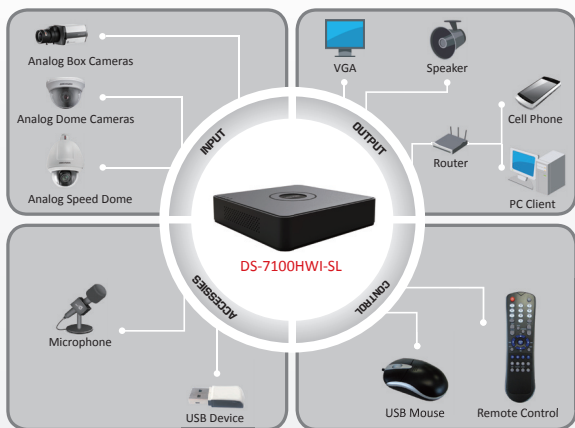 Analog Box Cameras
Analog Dome Cameras
Analog Speed Dome
INPUT
VGA
Speaker
Cell Phone
Router
PC Client
OUTPUT
DS-7100HWI-SL
ACCESSIES
Microphone
USB Device
CONTROL
USB Mouse
Remote Control